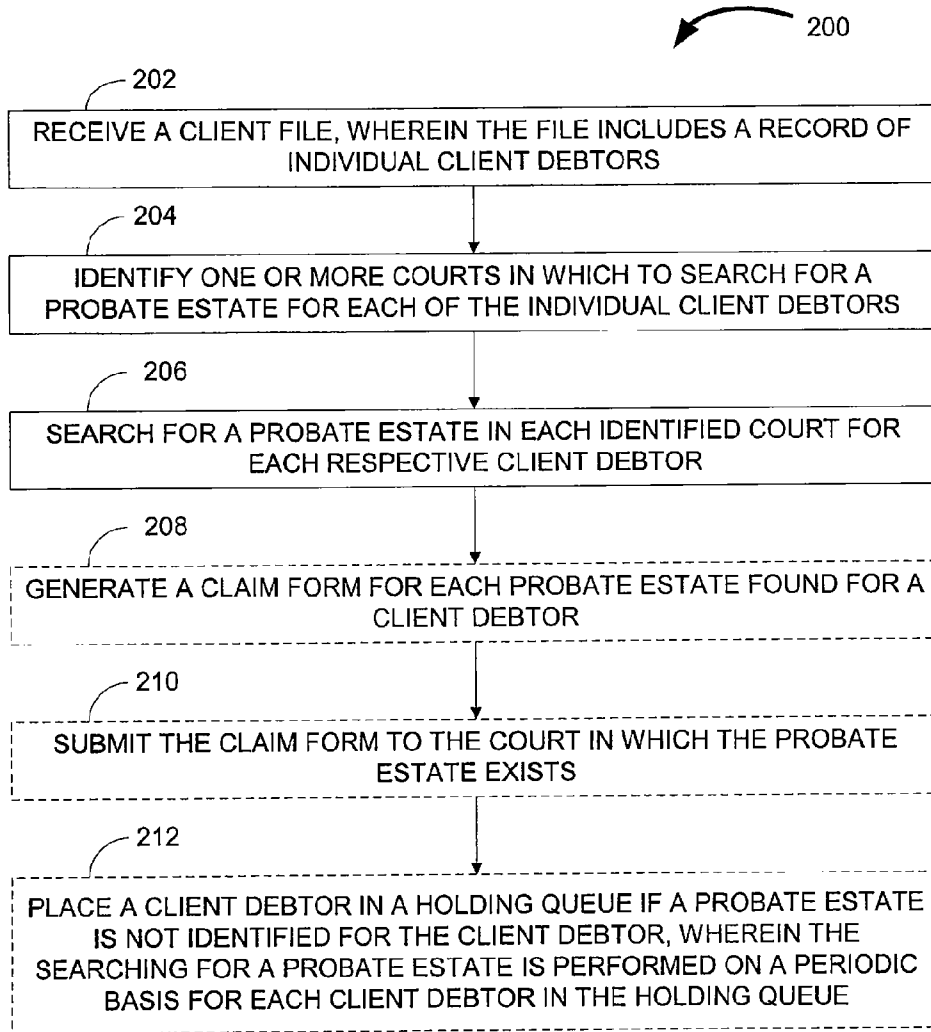 200
202
RECEIVE A CLIENT FILE, WHEREIN THE FILE INCLUDES A RECORD OF
INDIVIDUAL CLIENT DEBTORS
204
IDENTIFY ONE OR MORE COURTS IN WHICH TO SEARCH FOR A
PROBATE ESTATE FOR EACH OF THE INDIVIDUAL CLIENT DEBTORS
206
SEARCH FOR A PROBATE ESTATE IN EACH IDENTIFIED COURT FOR
EACH RESPECTIVE CLIENT DEBTOR
208
GENERATE A CLAIM FORM FOR EACH PROBATE ESTATE FOUND FOR A
CLIENT DEBTOR
210
SUBMIT THE CLAIM FORM TO THE COURT IN WHICH THE PROBATE
ESTATE EXISTS
212
PLACE A CLIENT DEBTOR IN A HOLDING QUEUE IF A PROBATE ESTATE
IS NOT IDENTIFIED FOR THE CLIENT DEBTOR, WHEREIN THE
SEARCHING FOR A PROBATE ESTATE IS PERFORMED ON A PERIODIC
BASIS FOR EACH CLIENT DEBTOR IN THE HOLDING QUEUE